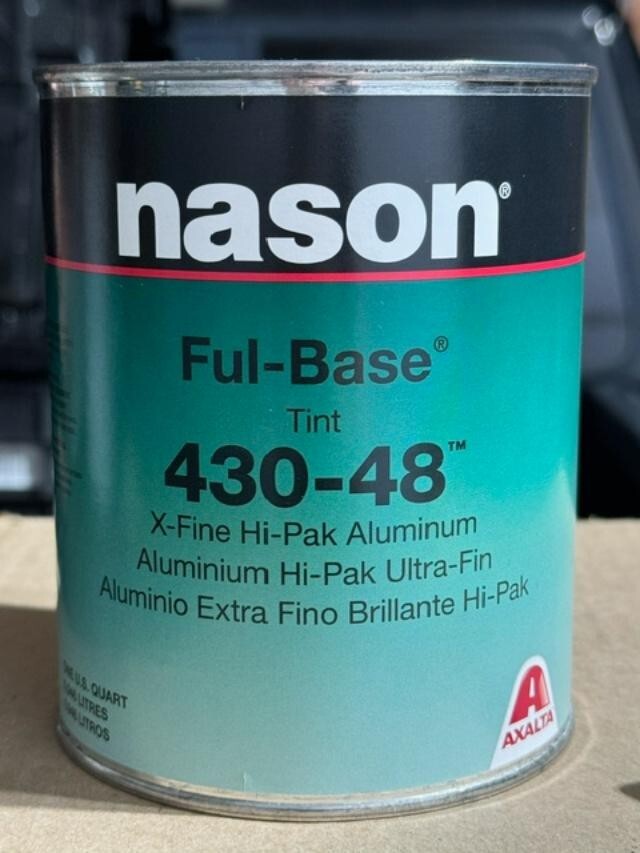 nason®
Ful-Base®
Tint
430-48™
X-Fine Hi-Pak Aluminum
Aluminium Hi-Pak Ultra-Fin
Aluminio Extra Fino Brillante Hi-Pak
U.S. QUART
LITRES
LITROS
AXALTA